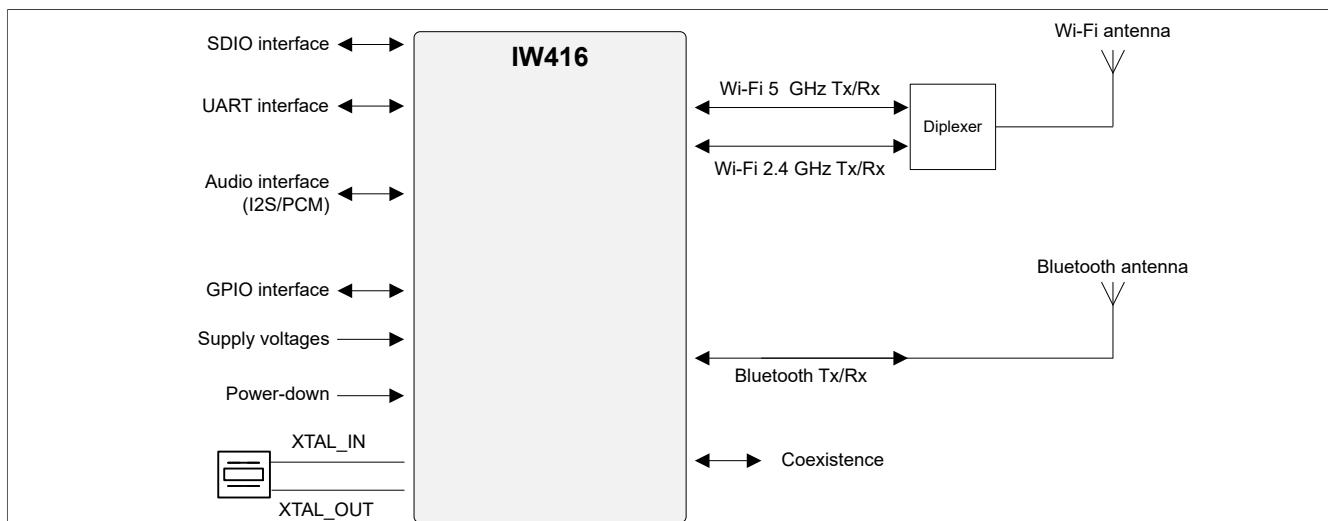 SDIO interface
UART interface
Audio interface
(I2S/PCM)
GPIO interface
Supply voltages
Power-down
XTAL_IN
XTAL_OUT
IW416
Wi-Fi 5 GHz Tx/Rx
Wi-Fi 2.4 GHz Tx/Rx
Diplexer
Wi-Fi antenna
Bluetooth antenna
Bluetooth Tx/Rx
Coexistence